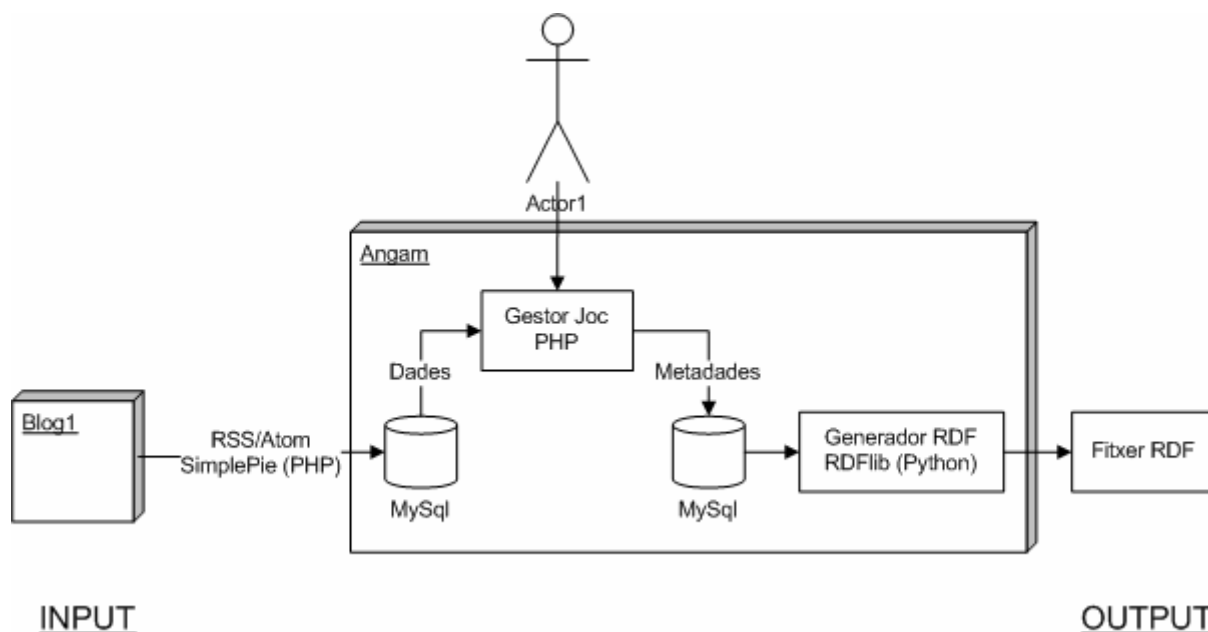 Actor1
Angam
Gestor Joc
PHP
Dades
Metadades
Blog1
RSS/Atom
SimplePie (PHP)
MySql
MySql
Generador RDF
RDFlib (Python)
Fitxer RDF
INPUT
OUTPUT